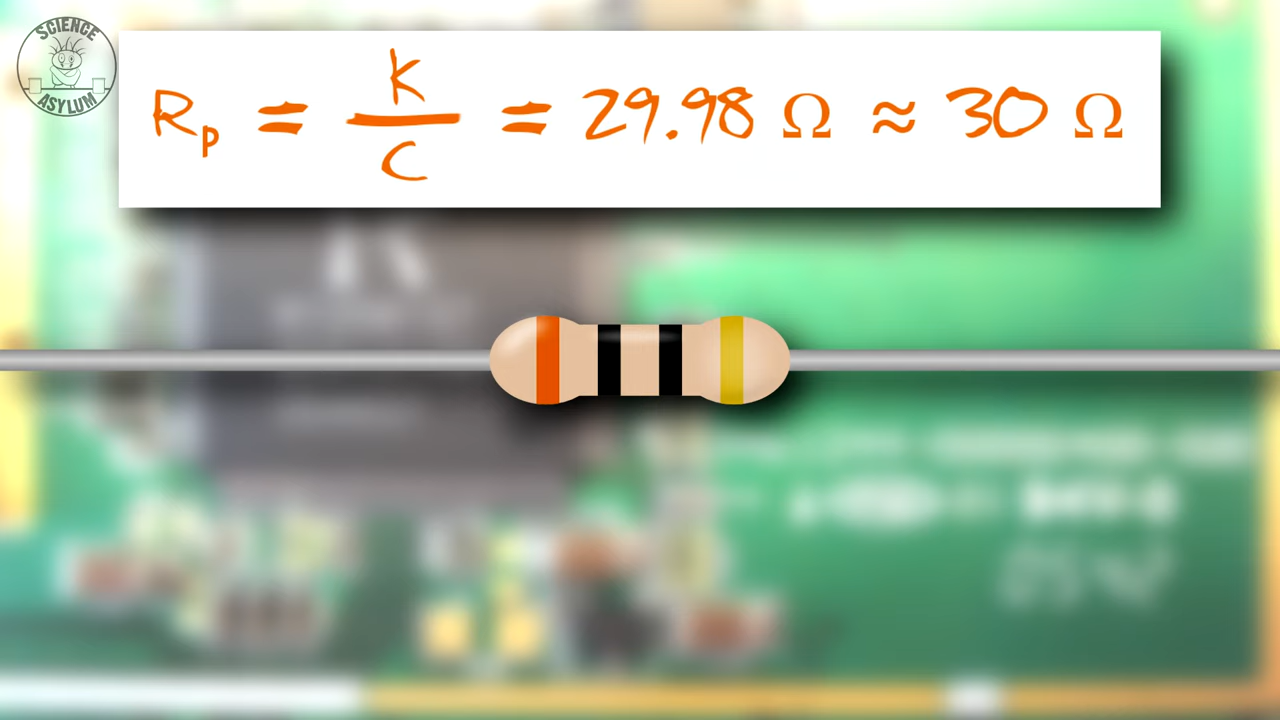 SCIENCE
ASYLUM
Rₚ = K/C = 29.98 Ω ≈ 30 Ω